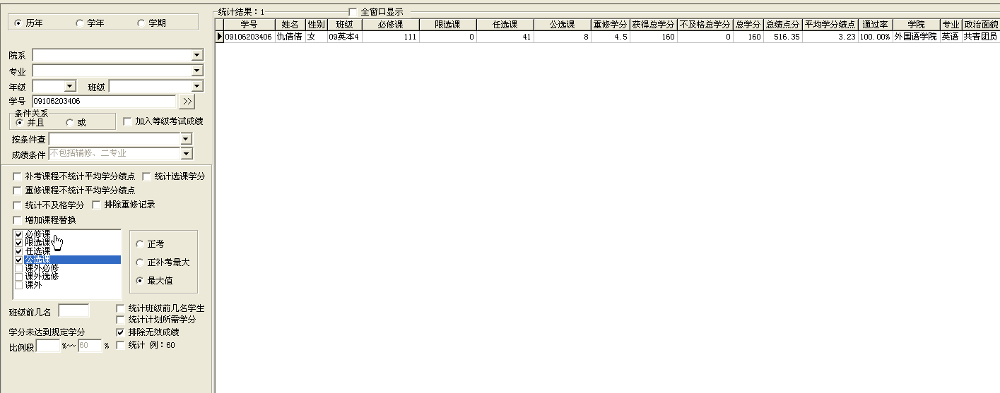 历年 学年 学期
院系
专业
年级 班级
学号 09106203406 >>
条件关系
并且 或 加入等级考试成绩
按条件查
成绩条件 不包括辅修、二专业
补考课程不统计平均学分绩点 统计选课学分
重修课程不统计平均学分绩点
统计不及格学分 排除重修记录
增加课程替换
必修课
限选课
任选课
公选课
课外必修
课外选修
课外
正考
正补考最大
最大值
班级前几名 统计班级前几名学生
统计计划所需学分
学分未达到规定学分 排除无效成绩
比例段 %~~ 60 % 统计 例：60
统计结果：1 全窗口显示
学号 姓名 性别 班级 必修课 限选课 任选课 公选课 重修学分 获得总学分 不及格总学分 总学分 总绩点分 平均学分绩点 通过率 学院 专业 政治面貌
09106203406 仇倩倩 女 09英本4 111 0 41 8 4.5 160 0 160 516.35 3.23 100.00% 外国语学院 英语 共青团员